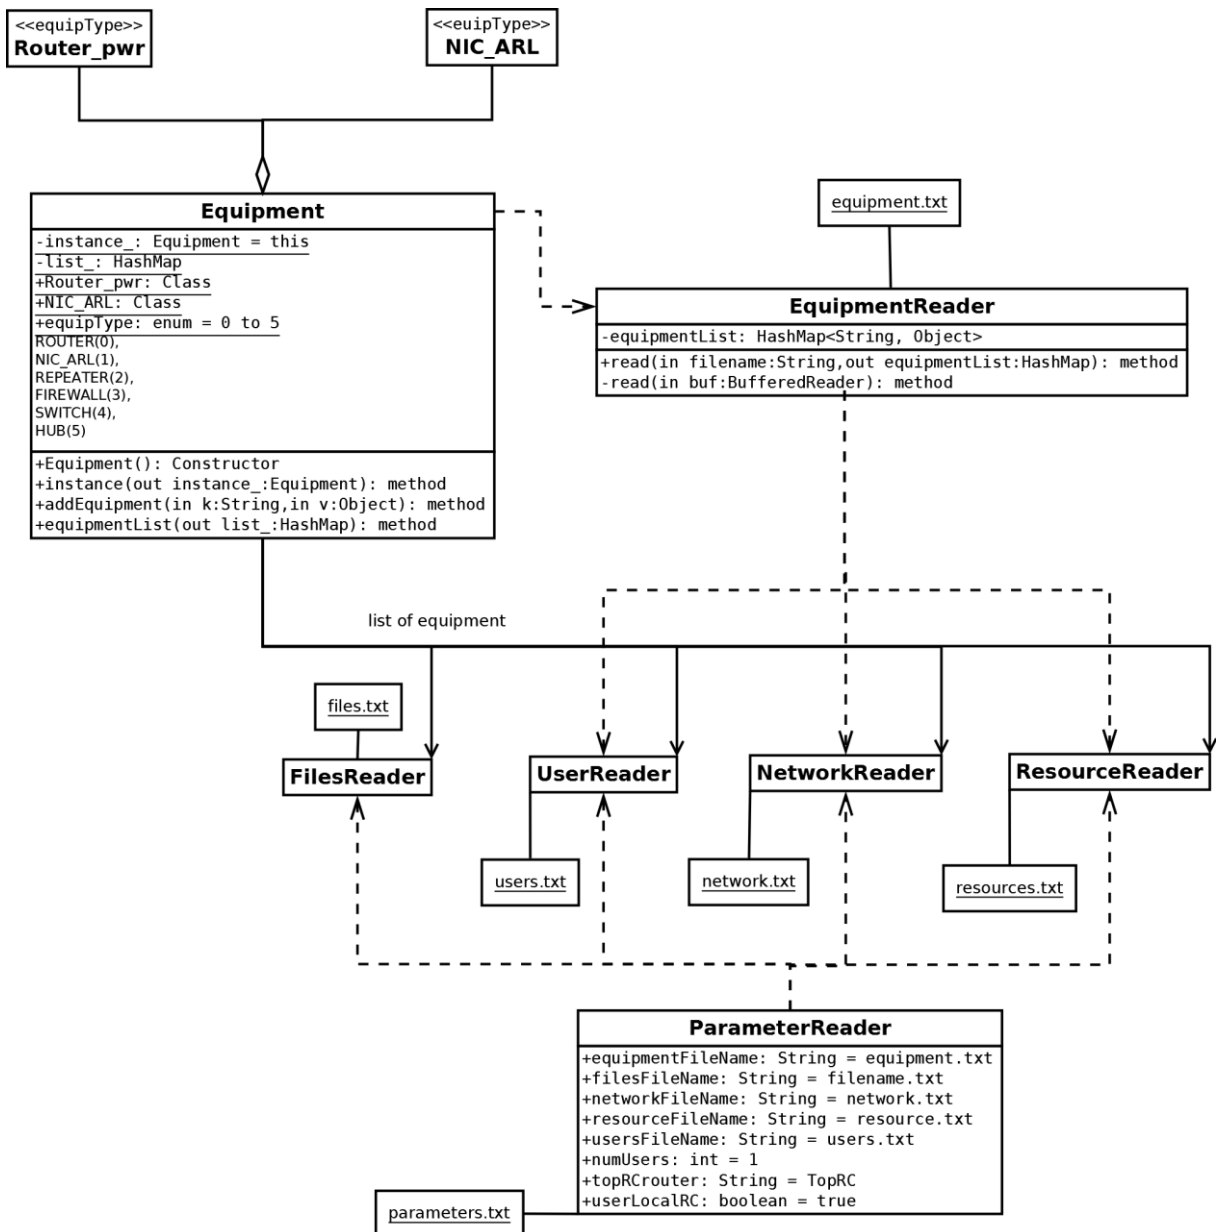 <<equipType>>
Router_pwr
<<euipType>>
NIC_ARL
Equipment
-instance_: Equipment = this
-list_: HashMap
+Router_pwr: Class
+NIC_ARL: Class
+equipType: enum = 0 to 5
ROUTER(0),
NIC_ARL(1),
REPEATER(2),
FIREWALL(3),
SWITCH(4),
HUB(5)
+Equipment(): Constructor
+instance(out instance_:Equipment): method
+addEquipment(in k:String,in v:Object): method
+equipmentList(out list_:HashMap): method
equipment.txt
EquipmentReader
-equipmentList: HashMap<String, Object>
+read(in filename:String,out equipmentList:HashMap): method
-read(in buf:BufferedReader): method
list of equipment
files.txt
FilesReader
UserReader
NetworkReader
ResourceReader
users.txt
network.txt
resources.txt
ParameterReader
+equipmentFileName: String = equipment.txt
+filesFileName: String = filename.txt
+networkFileName: String = network.txt
+resourceFileName: String = resource.txt
+usersFileName: String = users.txt
+numUsers: int = 1
+topRCrouter: String = TopRC
+userLocalRC: boolean = true
parameters.txt